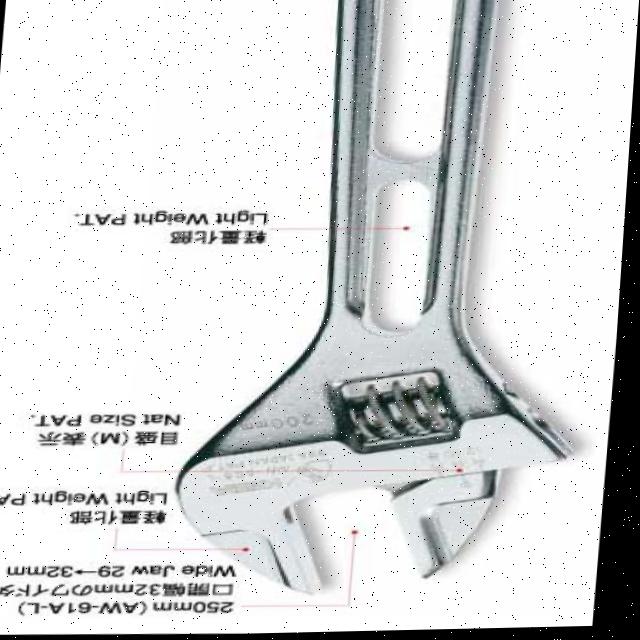 250mm (AW-61A-L)
口開幅32mmのワイドタ
Wide Jaw 29→32mm
軽量化部
Light Weight PA
目盛 (M) 表示
Nat Size PAT.
軽量化部
Light Weight PAT.